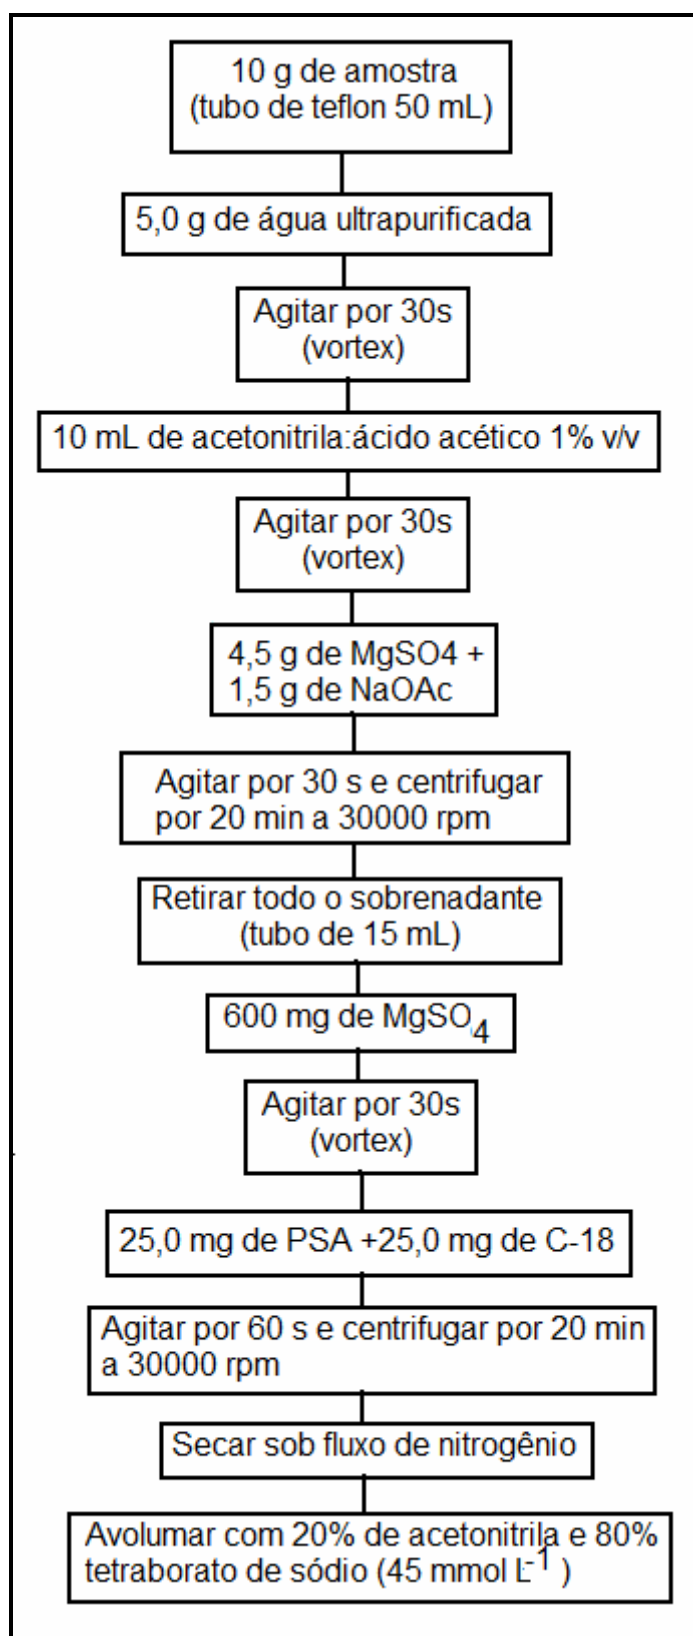 10 g de amostra
(tubo de teflon 50 mL)
5,0 g de água ultrapurificada
Agitar por 30s
(vortex)
10 mL de acetonitrila:ácido acético 1% v/v
Agitar por 30s
(vortex)
4,5 g de MgSO4 +
1,5 g de NaOAc
Agitar por 30 s e centrifugar
por 20 min a 30000 rpm
Retirar todo o sobrenadante
(tubo de 15 mL)
600 mg de MgSO4
Agitar por 30s
(vortex)
25,0 mg de PSA +25,0 mg de C-18
Agitar por 60 s e centrifugar por 20 min
a 30000 rpm
Secar sob fluxo de nitrogênio
Avolumar com 20% de acetonitrila e 80%
tetraborato de sódio (45 mmol L-1 )